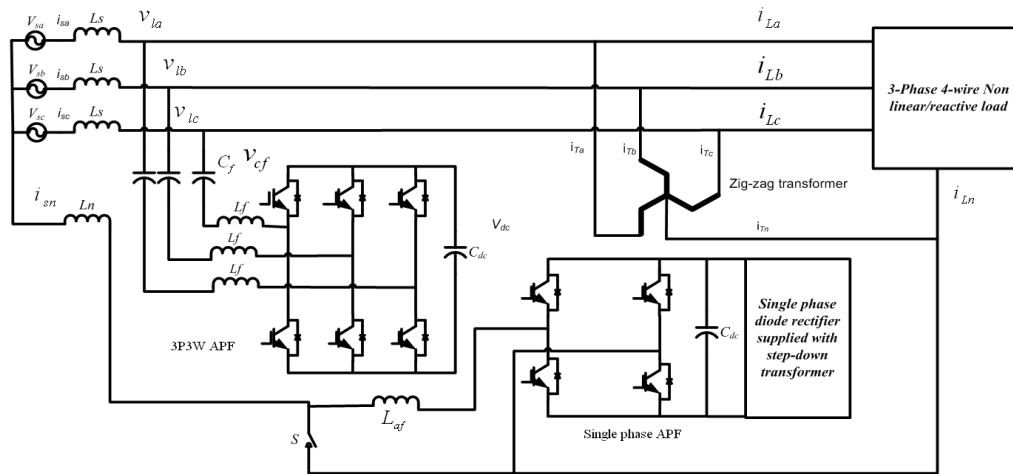 V_sa i_sa Ls v_la i_La
V_sb i_sb Ls v_lb i_Lb
V_sc i_sc Ls v_lc i_Lc
3-Phase 4-wire Non
linear/reactive load
C_f v_cf
i_Ta i_Tb i_Tc
Zig-zag transformer
i_sn Ln
Lf
Lf
Lf
V_dc
C_dc
i_Tn
i_Ln
3P3W APF
C_dc
Single phase
diode rectifier
supplied with
step-down
transformer
L_af
S
Single phase APF